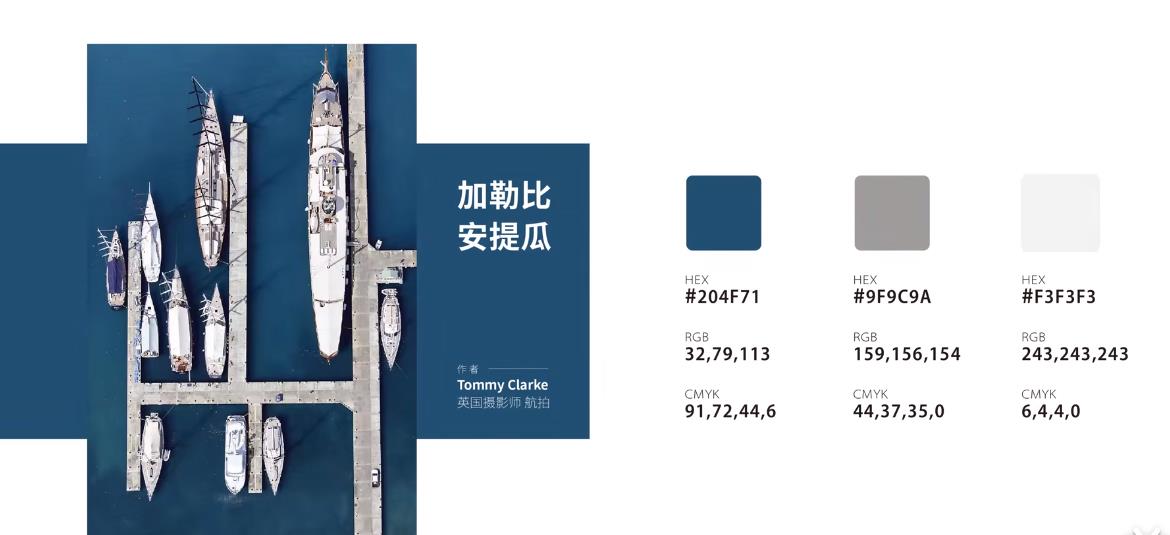 加勒比
安提瓜
作者
Tommy Clarke
英国摄影师 航拍
HEX
#204F71
RGB
32,79,113
CMYK
91,72,44,6
HEX
#9F9C9A
RGB
159,156,154
CMYK
44,37,35,0
HEX
#F3F3F3
RGB
243,243,243
CMYK
6,4,4,0